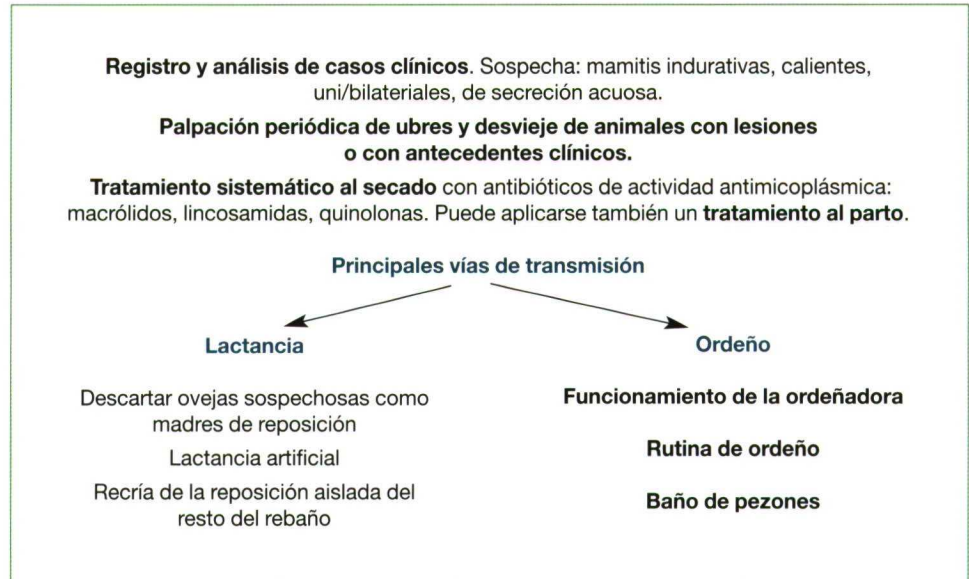 Registro y análisis de casos clínicos. Sospecha: mamitis indurativas, calientes,
uni/bilateriales, de secreción acuosa.
Palpación periódica de ubres y desvieje de animales con lesiones
o con antecedentes clínicos.
Tratamiento sistemático al secado con antibióticos de actividad antimicoplásmica:
macrólidos, lincosamidas, quinolonas. Puede aplicarse también un tratamiento al parto.
Principales vías de transmisión
Lactancia
Descartar ovejas sospechosas como
madres de reposición
Lactancia artificial
Recría de la reposición aislada del
resto del rebaño
Ordeño
Funcionamiento de la ordeñadora
Rutina de ordeño
Baño de pezones